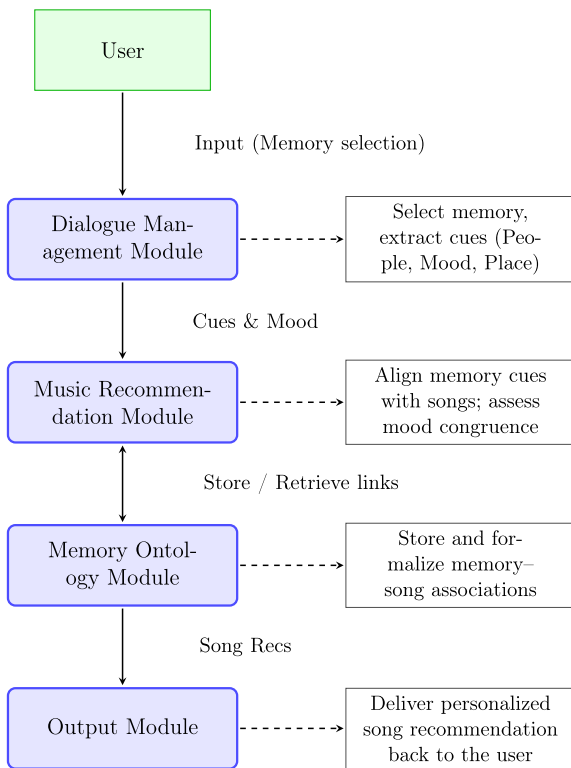 User
Input (Memory selection)
Dialogue Man-
agement Module
Select memory,
extract cues (Peo-
ple, Mood, Place)
Cues & Mood
Music Recommen-
dation Module
Align memory cues
with songs; assess
mood congruence
Store / Retrieve links
Memory Ontol-
ogy Module
Store and for-
malize memory–
song associations
Song Recs
Output Module
Deliver personalized
song recommendation
back to the user